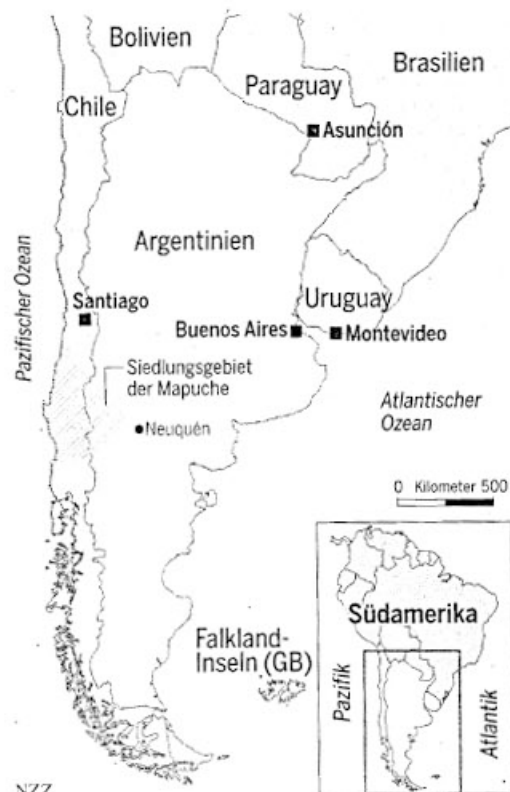 Bolivien
Brasilien
Paraguay
Chile
Asunción
Argentinien
Pazifischer Ozean
Santiago
Uruguay
Buenos Aires
Montevideo
Siedlungsgebiet
der Mapuche
Neuquén
Atlantischer
Ozean
0 Kilometer 500
Südamerika
Falkland-
Inseln (GB)
Pazifik
Atlantik
NZZ